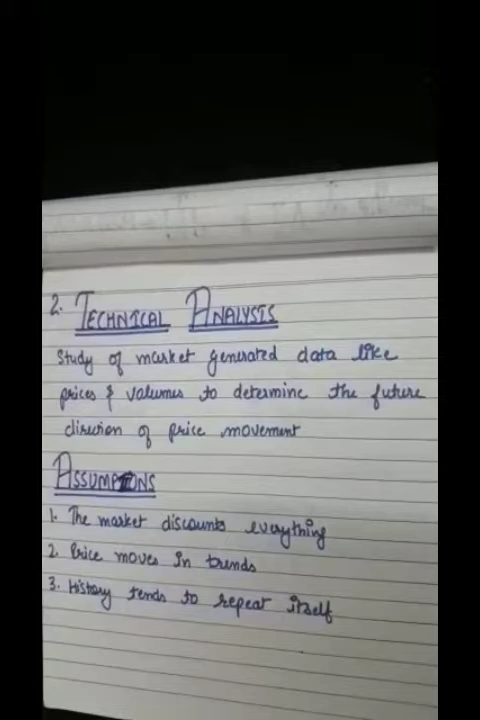 2. TECHNICAL ANALYSIS
Study of market generated data like
prices & volumes to determine the future
direction of price movement
ASSUMPTIONS
1. The market discounts everything
2. Price moves in trends
3. History tends to repeat itself